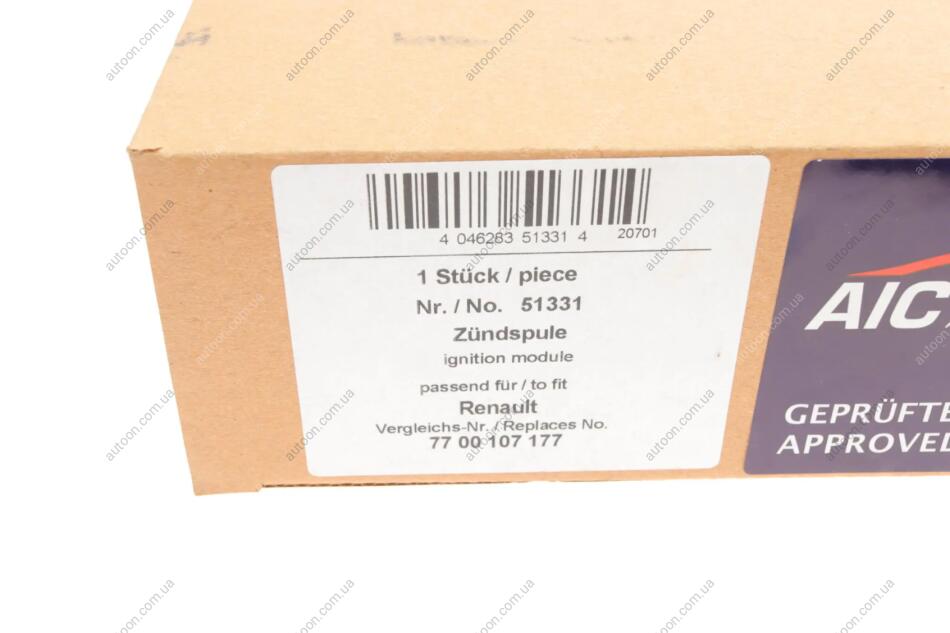 4 046283 51331 4 20701
1 Stück / piece
Nr. / No. 51331
Zündspule
ignition module
passend für / to fit
Renault
Vergleichs-Nr. / Replaces No.
77 00 107 177
AIC
GEPRÜFTE
APPROVED
autoon.com.ua